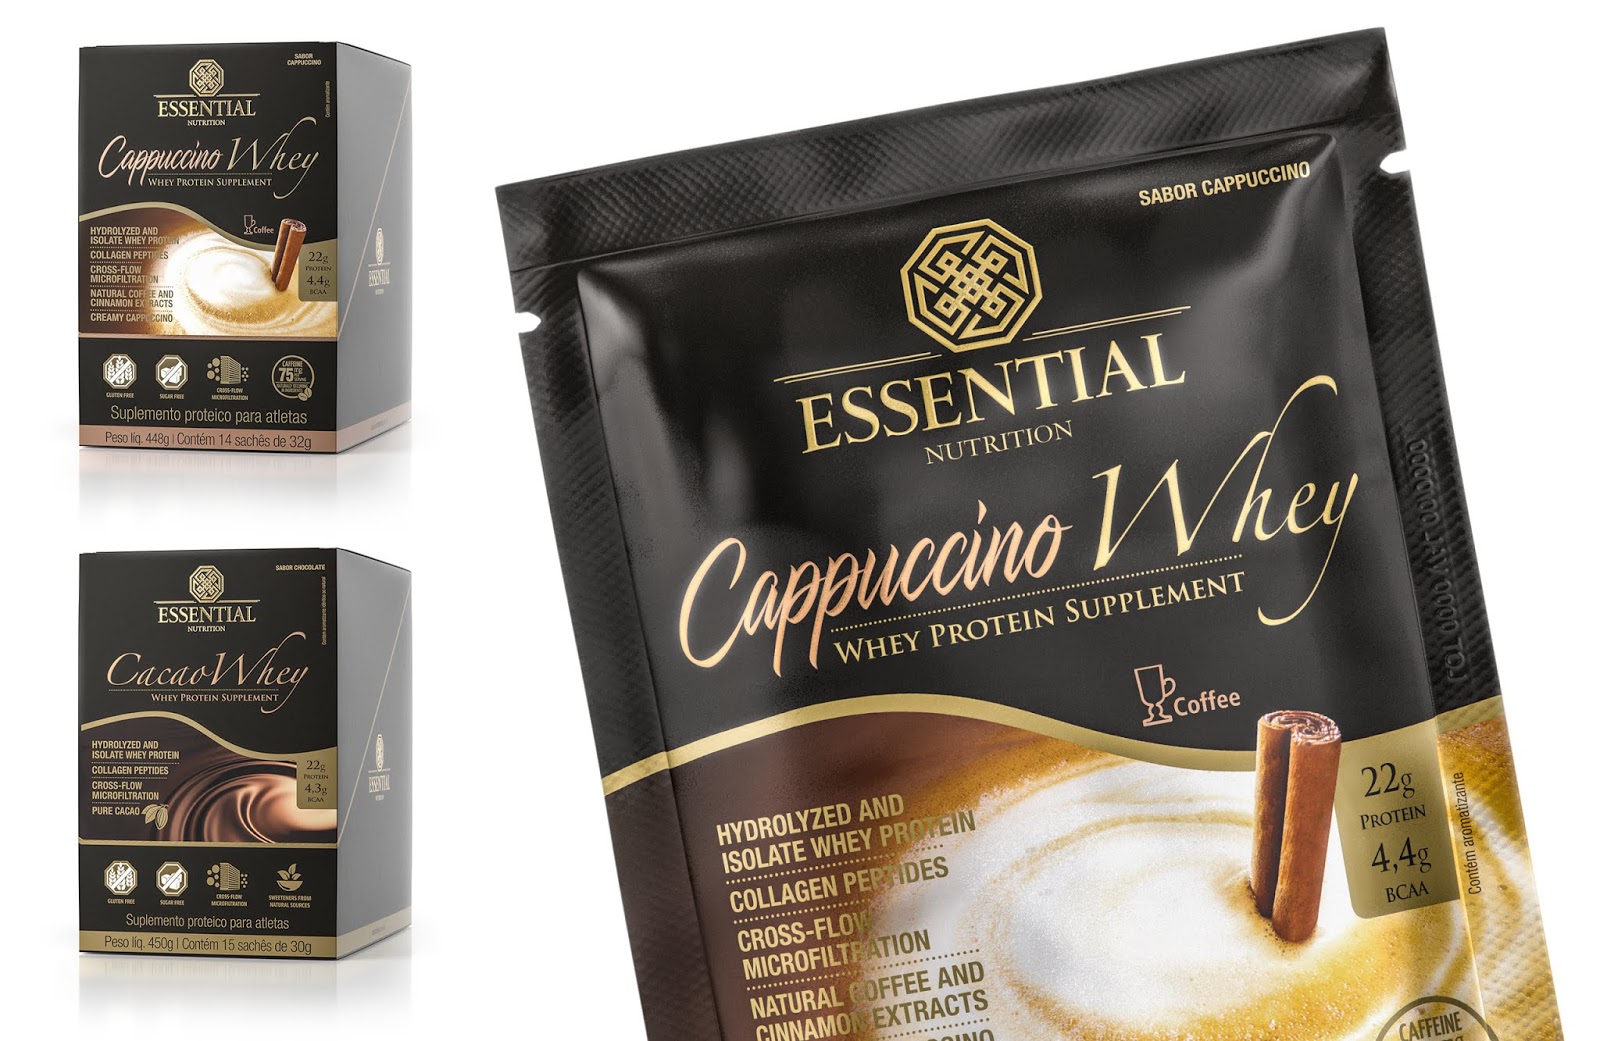 SABOR
CAPPUCCINO
Contém aromatizante
ESSENTIAL
NUTRITION
Cappuccino Whey
WHEY PROTEIN SUPPLEMENT
Coffee
HYDROLYZED AND
ISOLATE WHEY PROTEIN
COLLAGEN PEPTIDES
CROSS-FLOW
MICROFILTRATION
NATURAL COFFEE AND
CINNAMON EXTRACTS
CREAMY CAPPUCCINO
22g
PROTEIN
4,4g
BCAA
ESSENTIAL
NUTRITION
GLUTEN FREE
SUGAR FREE
CROSS-FLOW
MICROFILTRATION
CAFFEINE
75 mg
Suplemento proteico para atletas
Peso líq. 448g | Contém 14 sachês de 32g
SABOR CHOCOLATE
ESSENTIAL
NUTRITION
Cacao Whey
WHEY PROTEIN SUPPLEMENT
HYDROLYZED AND
ISOLATE WHEY PROTEIN
COLLAGEN PEPTIDES
CROSS-FLOW
MICROFILTRATION
PURE CACAO
22g
PROTEIN
4,3g
BCAA
ESSENTIAL
NUTRITION
GLUTEN FREE
SUGAR FREE
CROSS-FLOW
MICROFILTRATION
SWEETENERS FROM
NATURAL SOURCES
Suplemento proteico para atletas
Peso líq. 450g | Contém 15 sachês de 30g
SABOR CAPPUCCINO
ESSENTIAL
NUTRITION
Cappuccino Whey
WHEY PROTEIN SUPPLEMENT
Coffee
HYDROLYZED AND
ISOLATE WHEY PROTEIN
COLLAGEN PEPTIDES
CROSS-FLOW
MICROFILTRATION
NATURAL COFFEE AND
CINNAMON EXTRACTS
22g
PROTEIN
4,4g
BCAA
Contém aromatizante
CAFFEINE